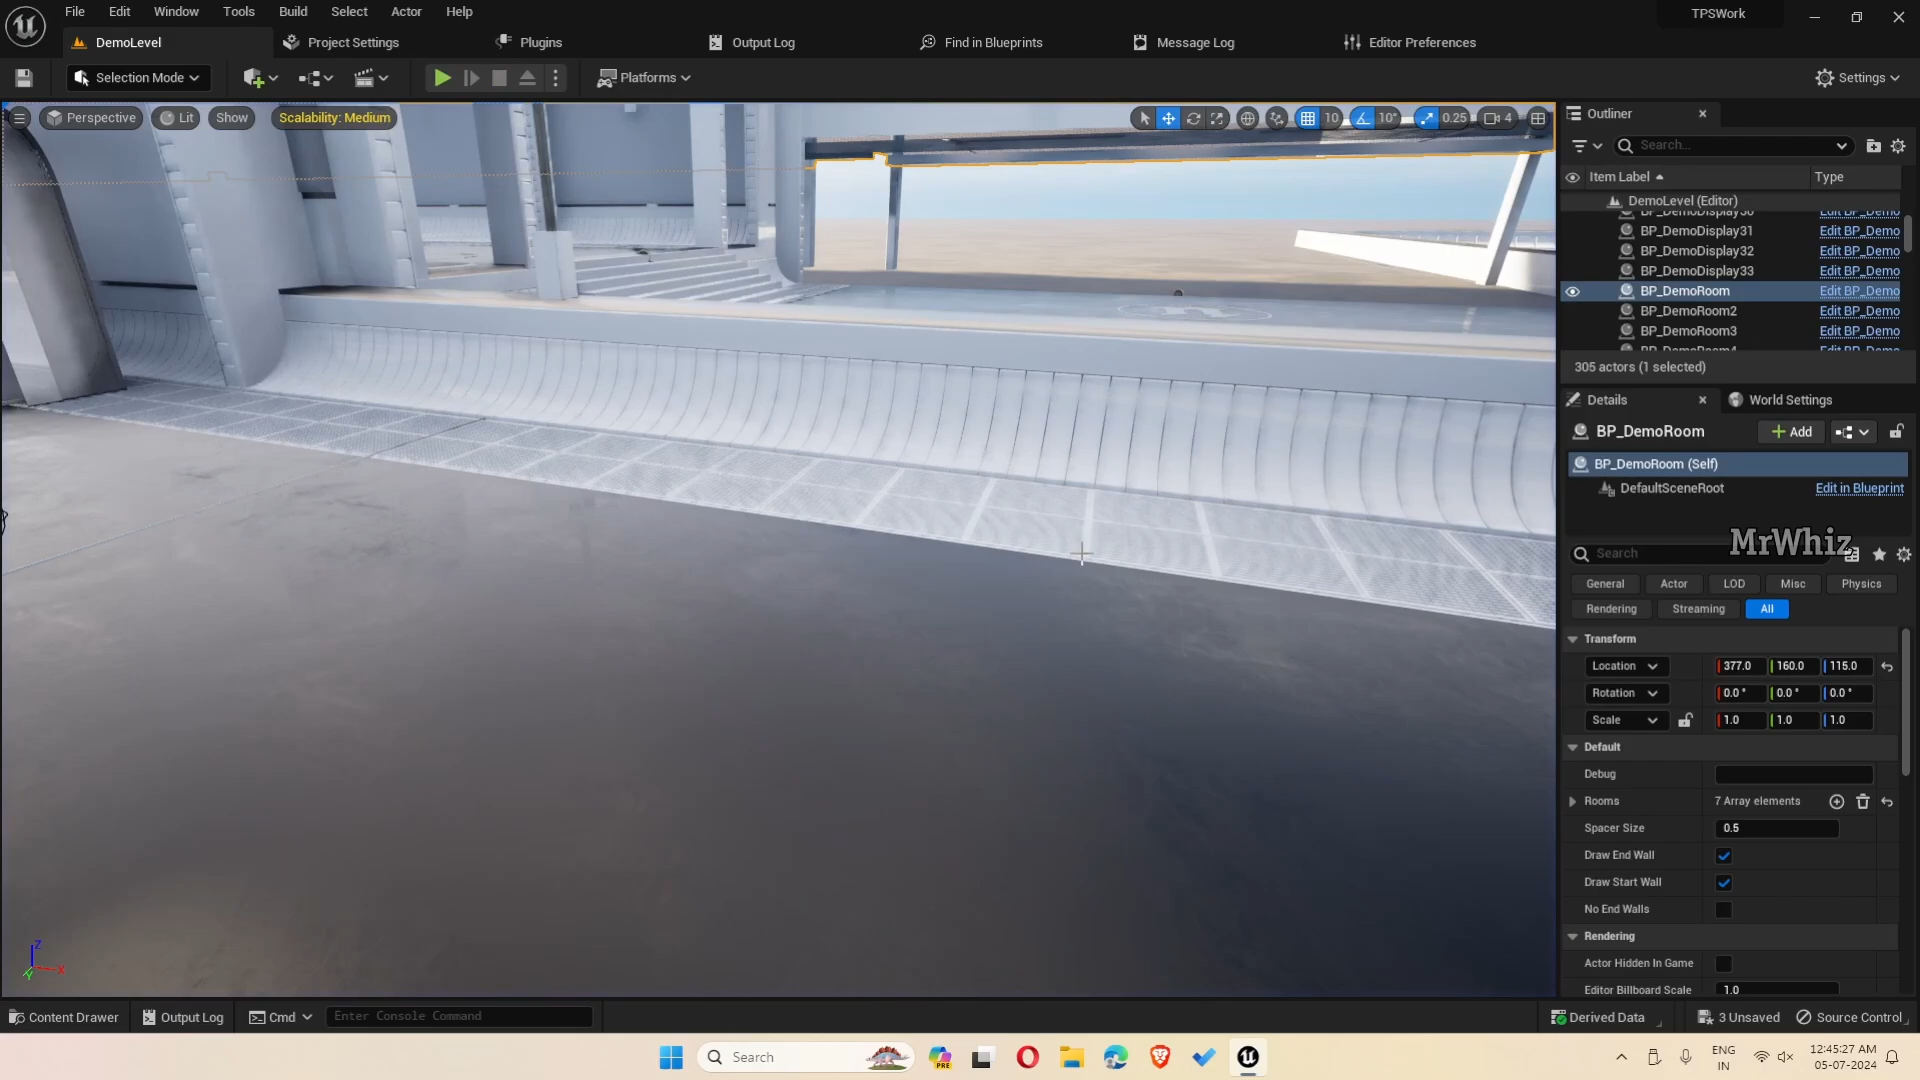 File Edit Window Tools Build Select Actor Help
TPSWork
DemoLevel
Project Settings
Plugins
Output Log
Find in Blueprints
Message Log
Editor Preferences
Selection Mode
Platforms
Settings
Perspective
Lit
Show
Scalability: Medium
10
10°
0.25
4
Outliner
Search...
Item Label
Type
DemoLevel (Editor)
BP_DemoDisplay30 Edit BP_Demo
BP_DemoDisplay31 Edit BP_Demo
BP_DemoDisplay32 Edit BP_Demo
BP_DemoDisplay33 Edit BP_Demo
BP_DemoRoom Edit BP_Demo
BP_DemoRoom2 Edit BP_Demo
BP_DemoRoom3 Edit BP_Demo
BP_DemoRoom4 Edit BP_Demo
305 actors (1 selected)
Details
World Settings
BP_DemoRoom
Add
BP_DemoRoom (Self)
DefaultSceneRoot
Edit in Blueprint
MrWhiz
Search
General Actor LOD Misc Physics
Rendering Streaming All
Transform
Location 377.0 160.0 115.0
Rotation 0.0 ° 0.0 ° 0.0 °
Scale 1.0 1.0 1.0
Default
Debug
Rooms 7 Array elements
Spacer Size 0.5
Draw End Wall
Draw Start Wall
No End Walls
Rendering
Actor Hidden In Game
Editor Billboard Scale 1.0
Z
X
Y
Content Drawer
Output Log
Cmd
Enter Console Command
Derived Data
3 Unsaved
Source Control
Search
PRE
ENG
IN
12:45:27 AM
05-07-2024